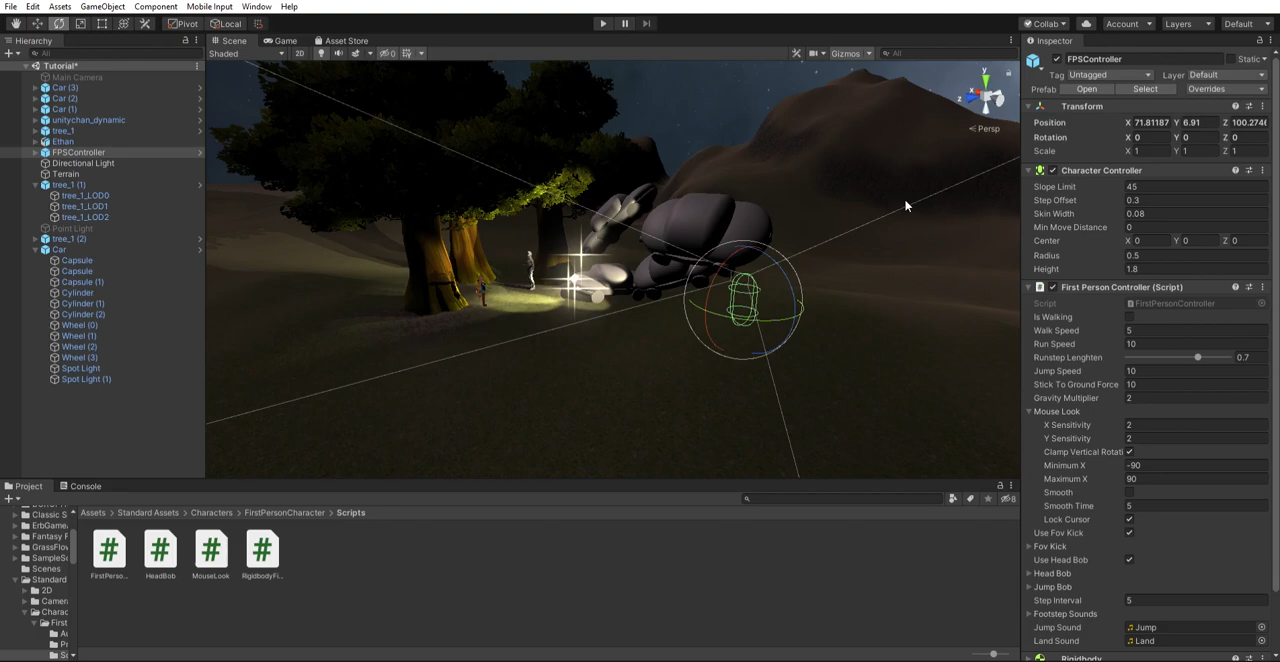 File Edit Assets GameObject Component Mobile Input Window Help
Pivot Local Collab Account Layers Default
Hierarchy
All
Tutorial*
Main Camera
Car (3)
Car (2)
Car (1)
unitychan_dynamic
tree_1
Ethan
FPSController
Directional Light
Terrain
tree_1 (1)
tree_1_LOD0
tree_1_LOD1
tree_1_LOD2
Point Light
tree_1 (2)
Car
Capsule
Capsule
Capsule (1)
Cylinder
Cylinder (1)
Cylinder (2)
Wheel (0)
Wheel (1)
Wheel (2)
Wheel (3)
Spot Light
Spot Light (1)
Scene Game Asset Store
Shaded 2D 0 Gizmos All
y
x
z
Persp
Inspector
FPSController Static
Tag Untagged Layer Default
Prefab Open Select Overrides
Transform
Position X 71.81187 Y 6.91 Z 100.2746
Rotation X 0 Y 0 Z 0
Scale X 1 Y 1 Z 1
Character Controller
Slope Limit 45
Step Offset 0.3
Skin Width 0.08
Min Move Distance 0
Center X 0 Y 0 Z 0
Radius 0.5
Height 1.8
First Person Controller (Script)
Script FirstPersonController
Is Walking
Walk Speed 5
Run Speed 10
Runstep Lenghten 0.7
Jump Speed 10
Stick To Ground Force 10
Gravity Multiplier 2
Mouse Look
X Sensitivity 2
Y Sensitivity 2
Clamp Vertical Rotati
Minimum X -90
Maximum X 90
Smooth
Smooth Time 5
Lock Cursor
Use Fov Kick
Fov Kick
Use Head Bob
Head Bob
Jump Bob
Step Interval 5
Footstep Sounds
Jump Sound Jump
Land Sound Land
Rigidbody
Project Console
8
Classic S
ErbGame
Fantasy F
GrassFlow
SampleSc
Scenes
Standard
2D
Camer
Charac
First
Au
Pr
Sc
Assets > Standard Assets > Characters > FirstPersonCharacter > Scripts
# # # #
FirstPerso... HeadBob MouseLook RigidbodyFi...